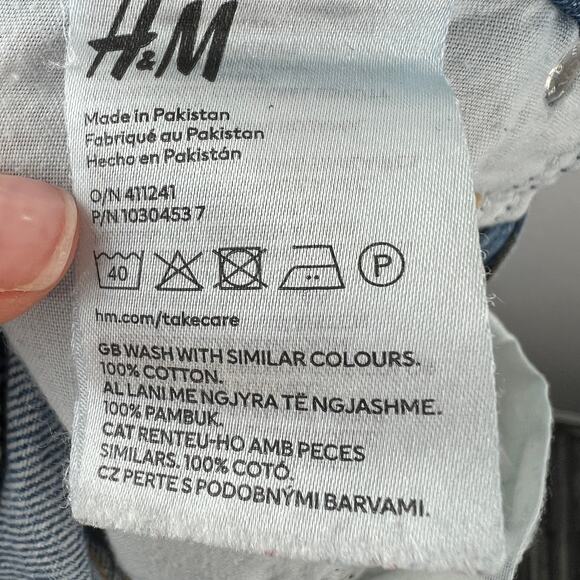 H&M
Made in Pakistan
Fabriqué au Pakistan
Hecho en Pakistán
O/N 411241
P/N 1030453 7
40 P
hm.com/takecare
GB WASH WITH SIMILAR COLOURS.
100% COTTON.
AL LANI ME NGJYRA TË NGJASHME.
100% PAMBUK.
CAT RENTEU-HO AMB PECES
SIMILARS. 100% COTÓ.
CZ PERTE S PODOBNÝMI BARVAMI.